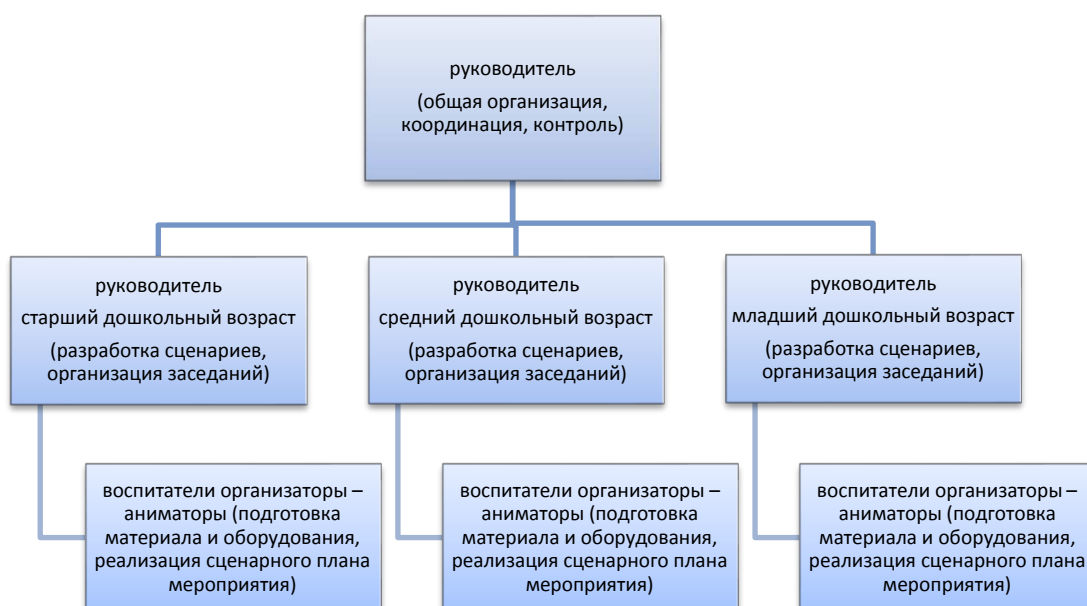 руководитель
(общая организация,
координация, контроль)
руководитель
старший дошкольный возраст
(разработка сценариев,
организация заседаний)
руководитель
средний дошкольный возраст
(разработка сценариев,
организация заседаний)
руководитель
младший дошкольный возраст
(разработка сценариев,
организация заседаний)
воспитатели организаторы –
аниматоры (подготовка
материала и оборудования,
реализация сценарного плана
мероприятия)
воспитатели организаторы –
аниматоры (подготовка
материала и оборудования,
реализация сценарного плана
мероприятия)
воспитатели организаторы –
аниматоры (подготовка
материала и оборудования,
реализация сценарного плана
мероприятия)